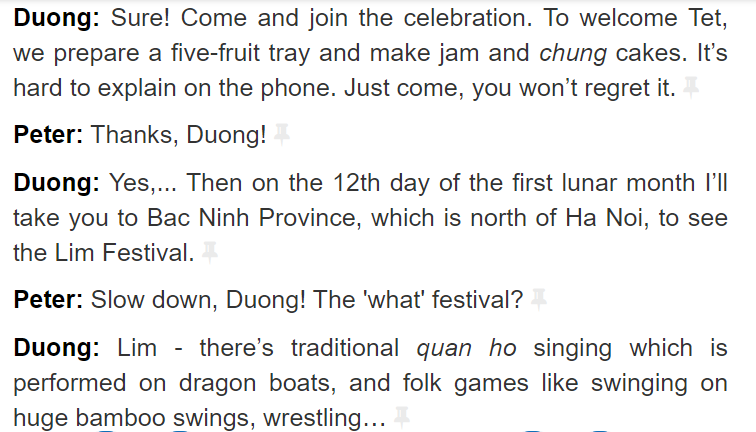 Duong: Sure! Come and join the celebration. To welcome Tet,
we prepare a five-fruit tray and make jam and chung cakes. It’s
hard to explain on the phone. Just come, you won’t regret it.
Peter: Thanks, Duong!
Duong: Yes,... Then on the 12th day of the first lunar month I’ll
take you to Bac Ninh Province, which is north of Ha Noi, to see
the Lim Festival.
Peter: Slow down, Duong! The 'what' festival?
Duong: Lim - there’s traditional quan ho singing which is
performed on dragon boats, and folk games like swinging on
huge bamboo swings, wrestling…